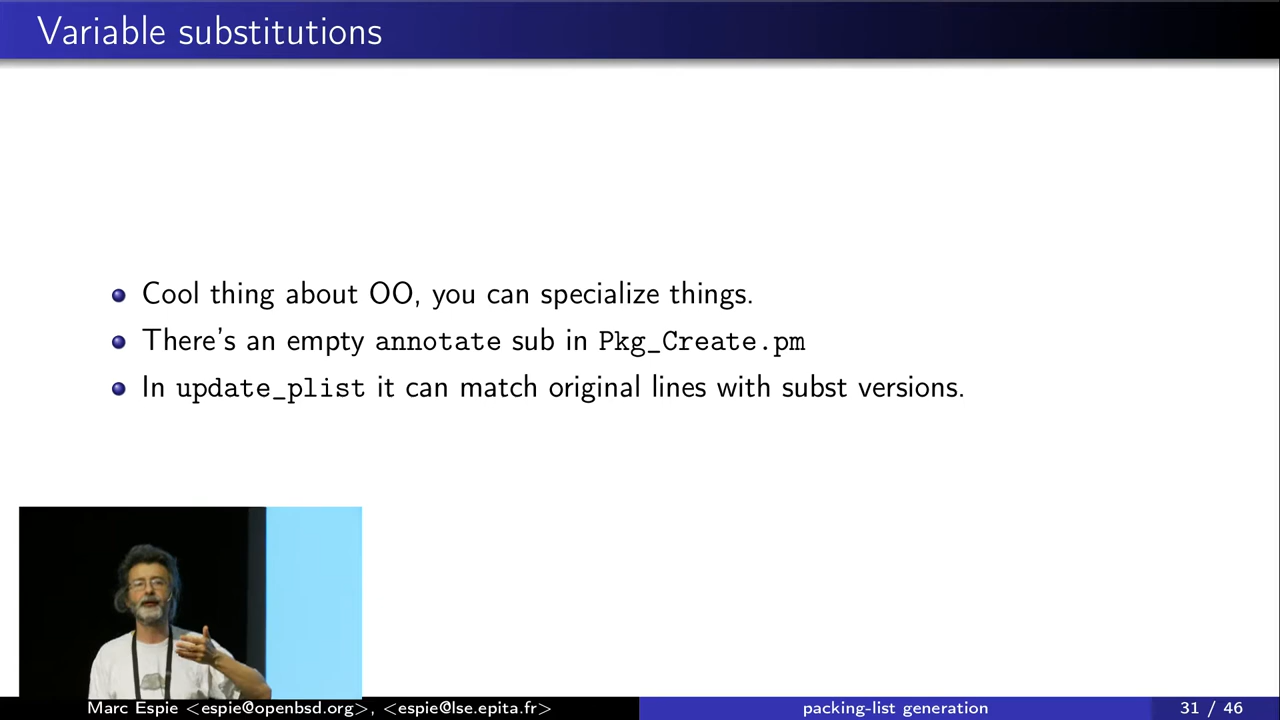 Variable substitutions
Cool thing about OO, you can specialize things.
There's an empty annotate sub in Pkg_Create.pm
In update_plist it can match original lines with subst versions.
Marc Espie <espie@openbsd.org>, <espie@lse.epita.fr>
packing-list generation
31 / 46